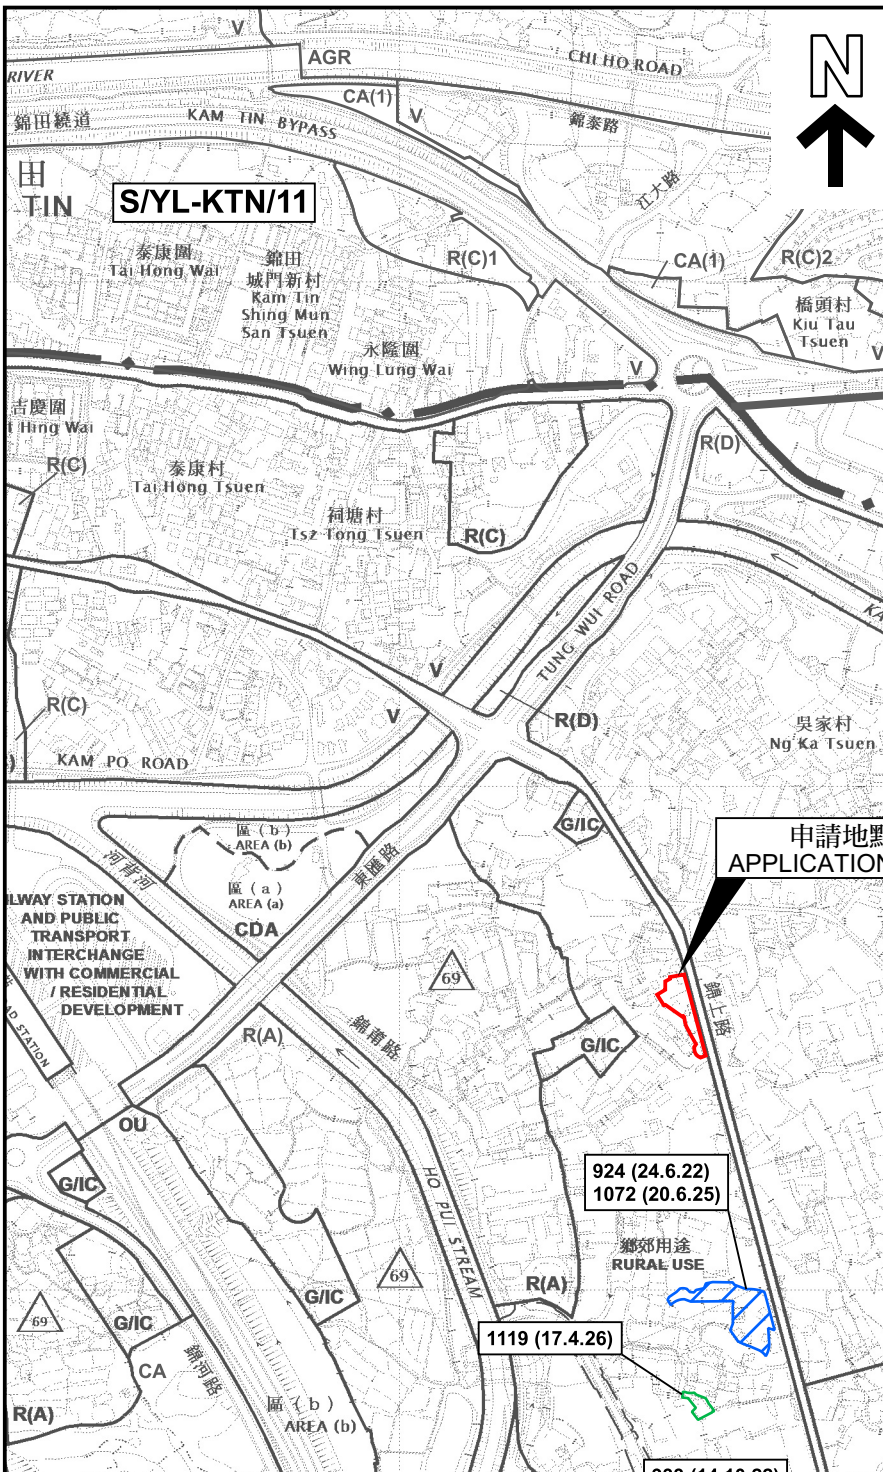 V
AGR
CHI HO ROAD
RIVER
CA(1)
V
錦田繞道
KAM TIN BYPASS
錦泰路
N
田
TIN
S/YL-KTN/11
江大路
泰康圍
Tai Hong Wai
錦田
城門新村
Kam Tin
Shing Mun
San Tsuen
R(C)1
CA(1)
R(C)2
橋頭村
Kiu Tau
Tsuen
永隆圍
Wing Lung Wai
V
V
吉慶圍
Hing Wai
R(C)
泰康村
Tai Hong Tsuen
R(D)
祠塘村
Tsz Tong Tsuen
R(C)
TUNG WUI ROAD
KA
V
R(C)
V
R(D)
吳家村
Ng Ka Tsuen
KAM PO ROAD
G/IC
區（b）
AREA (b)
河背河
東匯路
申請地點
APPLICATION
區（a）
AREA (a)
CDA
ILWAY STATION
AND PUBLIC
TRANSPORT
INTERCHANGE
WITH COMMERCIAL
/ RESIDENTIAL
DEVELOPMENT
69
錦上路
AD STATION
R(A)
G/IC
OU
G/IC
924 (24.6.22)
1072 (20.6.25)
HO PUI STREAM
鄉郊用途
RURAL USE
69
R(A)
G/IC
69
G/IC
1119 (17.4.26)
CA
錦河路
R(A)
區（b）
AREA (b)